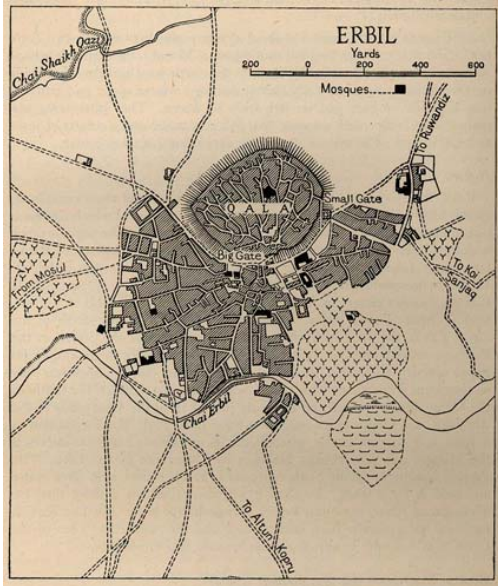 ERBIL
Yards
200 0 200 400 600
Mosques
Chai Shaikh Qazi
To Ruwandiz
QALA
Small Gate
Big Gate
From Mosul
To Koi
Sanjaq
Chai Erbil
To Altun Kopru